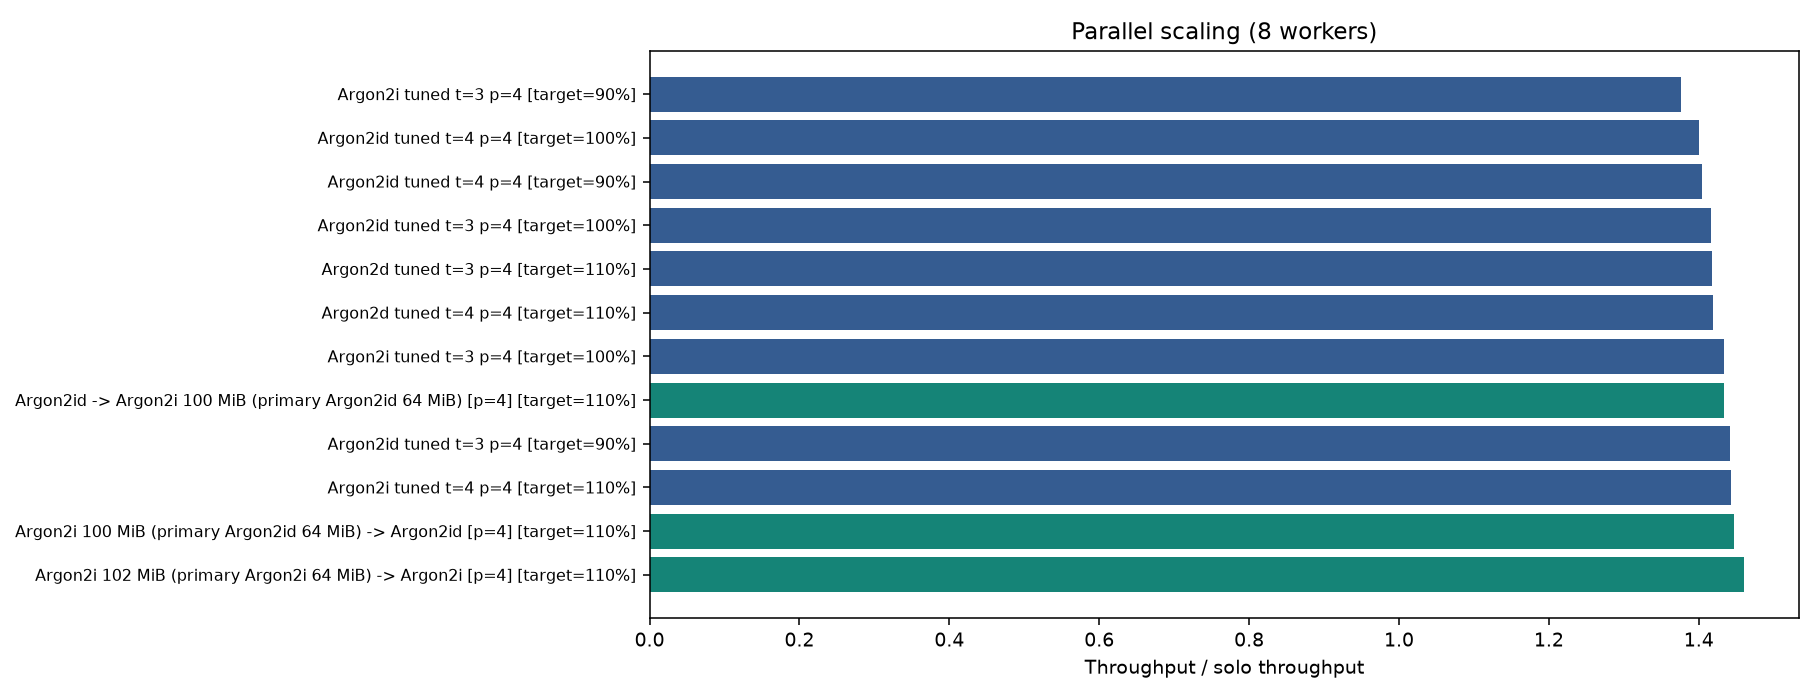 Parallel scaling (8 workers)
Argon2i tuned t=3 p=4 [target=90%]
Argon2id tuned t=4 p=4 [target=100%]
Argon2id tuned t=4 p=4 [target=90%]
Argon2id tuned t=3 p=4 [target=100%]
Argon2d tuned t=3 p=4 [target=110%]
Argon2d tuned t=4 p=4 [target=110%]
Argon2i tuned t=3 p=4 [target=100%]
Argon2id -> Argon2i 100 MiB (primary Argon2id 64 MiB) [p=4] [target=110%]
Argon2id tuned t=3 p=4 [target=90%]
Argon2i tuned t=4 p=4 [target=110%]
Argon2i 100 MiB (primary Argon2id 64 MiB) -> Argon2id [p=4] [target=110%]
Argon2i 102 MiB (primary Argon2i 64 MiB) -> Argon2i [p=4] [target=110%]
0.0 0.2 0.4 0.6 0.8 1.0 1.2 1.4
Throughput / solo throughput